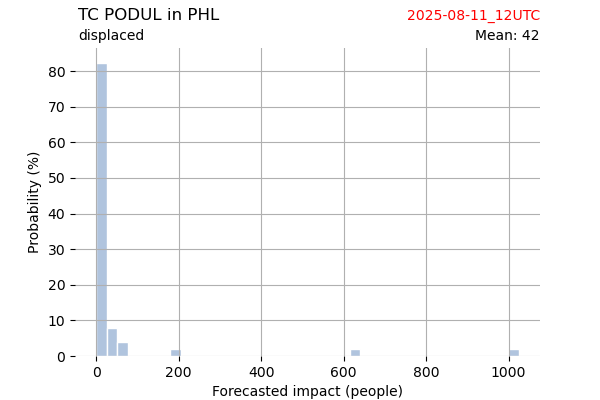 TC PODUL in PHL
2025-08-11_12UTC
displaced
Mean: 42
80
70
60
50
40
30
20
10
0
Probability (%)
0 200 400 600 800 1000
Forecasted impact (people)